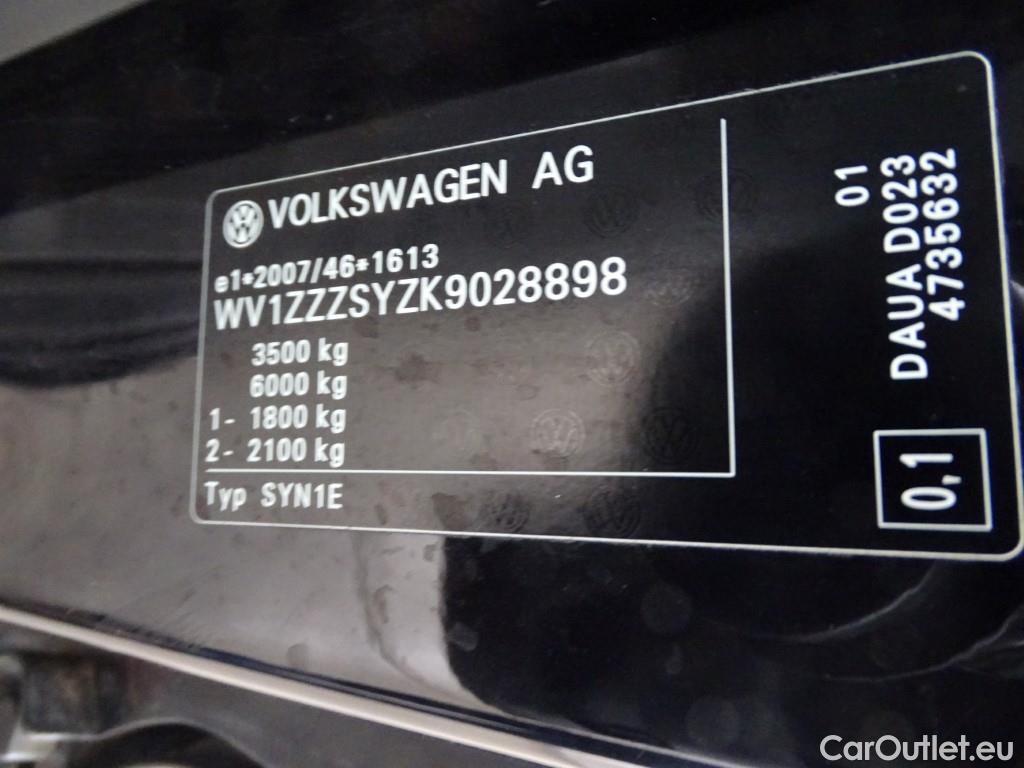 VOLKSWAGEN AG
e1*2007/46*1613
WV1ZZZSYZK9028898
3500 kg
6000 kg
1- 1800 kg
2- 2100 kg
Typ SYN1E
01
DAUA D023
4735632
0,1
CarOutlet.eu